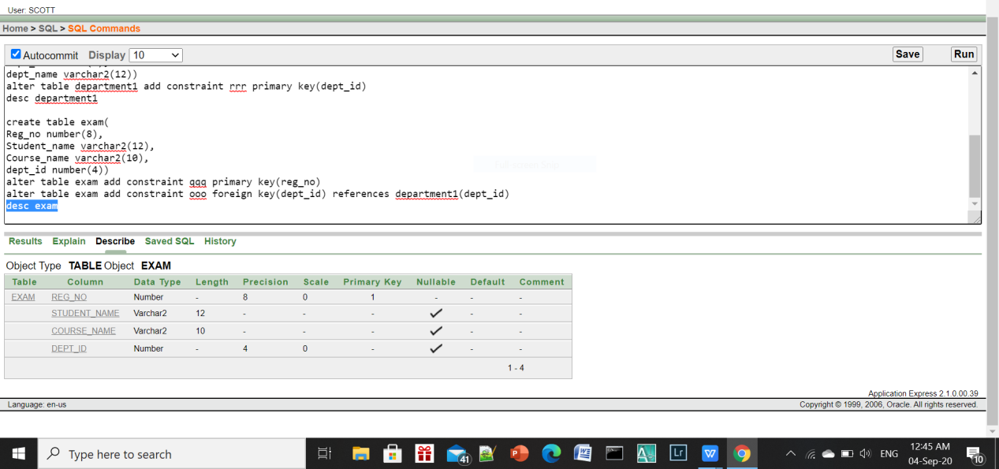 User: SCOTT
Home > SQL > SQL Commands
Autocommit Display 10 Save Run
dept_name varchar2(12))
alter table department1 add constraint rrr primary key(dept_id)
desc department1
create table exam(
Reg_no number(8),
Student_name varchar2(12),
Course_name varchar2(10),
dept_id number(4))
alter table exam add constraint qqq primary key(reg_no)
alter table exam add constraint ooo foreign key(dept_id) references department1(dept_id)
desc exam
Results Explain Describe Saved SQL History
Object Type TABLE Object EXAM
Table Column Data Type Length Precision Scale Primary Key Nullable Default Comment
EXAM REG_NO Number - 8 0 1 - - -
STUDENT_NAME Varchar2 12 - - - ✓ - -
COURSE_NAME Varchar2 10 - - - ✓ - -
DEPT_ID Number - 4 0 - ✓ - -
1 - 4
Application Express 2.1.0.00.39
Language: en-us Copyright © 1999, 2006, Oracle. All rights reserved.
Type here to search 41 P Lr W ENG 12:45 AM
04-Sep-20 10